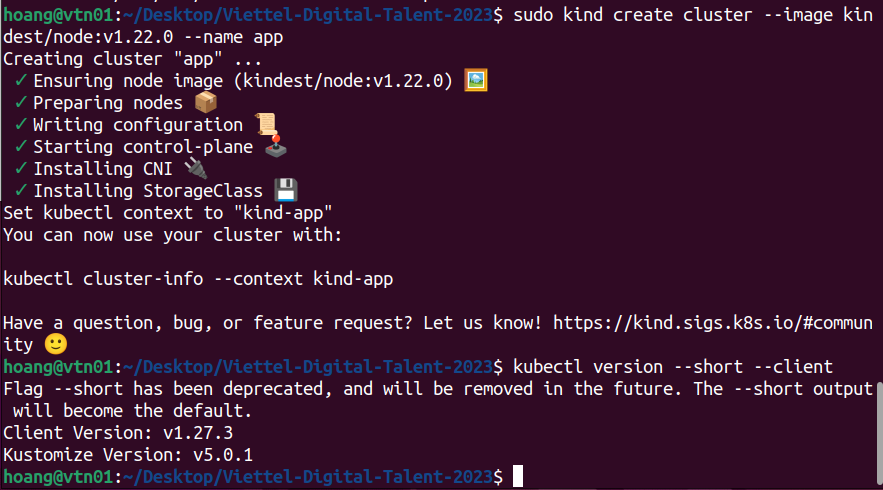 hoang@vtn01:~/Desktop/Viettel-Digital-Talent-2023$ sudo kind create cluster --image kin
dest/node:v1.22.0 --name app
Creating cluster "app" ...
✓ Ensuring node image (kindest/node:v1.22.0) 🖼
✓ Preparing nodes 📦
✓ Writing configuration 📜
✓ Starting control-plane 🕹️
✓ Installing CNI 🔌
✓ Installing StorageClass 💾
Set kubectl context to "kind-app"
You can now use your cluster with:
kubectl cluster-info --context kind-app
Have a question, bug, or feature request? Let us know! https://kind.sigs.k8s.io/#commun
ity 🙂
hoang@vtn01:~/Desktop/Viettel-Digital-Talent-2023$ kubectl version --short --client
Flag --short has been deprecated, and will be removed in the future. The --short output
will become the default.
Client Version: v1.27.3
Kustomize Version: v5.0.1
hoang@vtn01:~/Desktop/Viettel-Digital-Talent-2023$